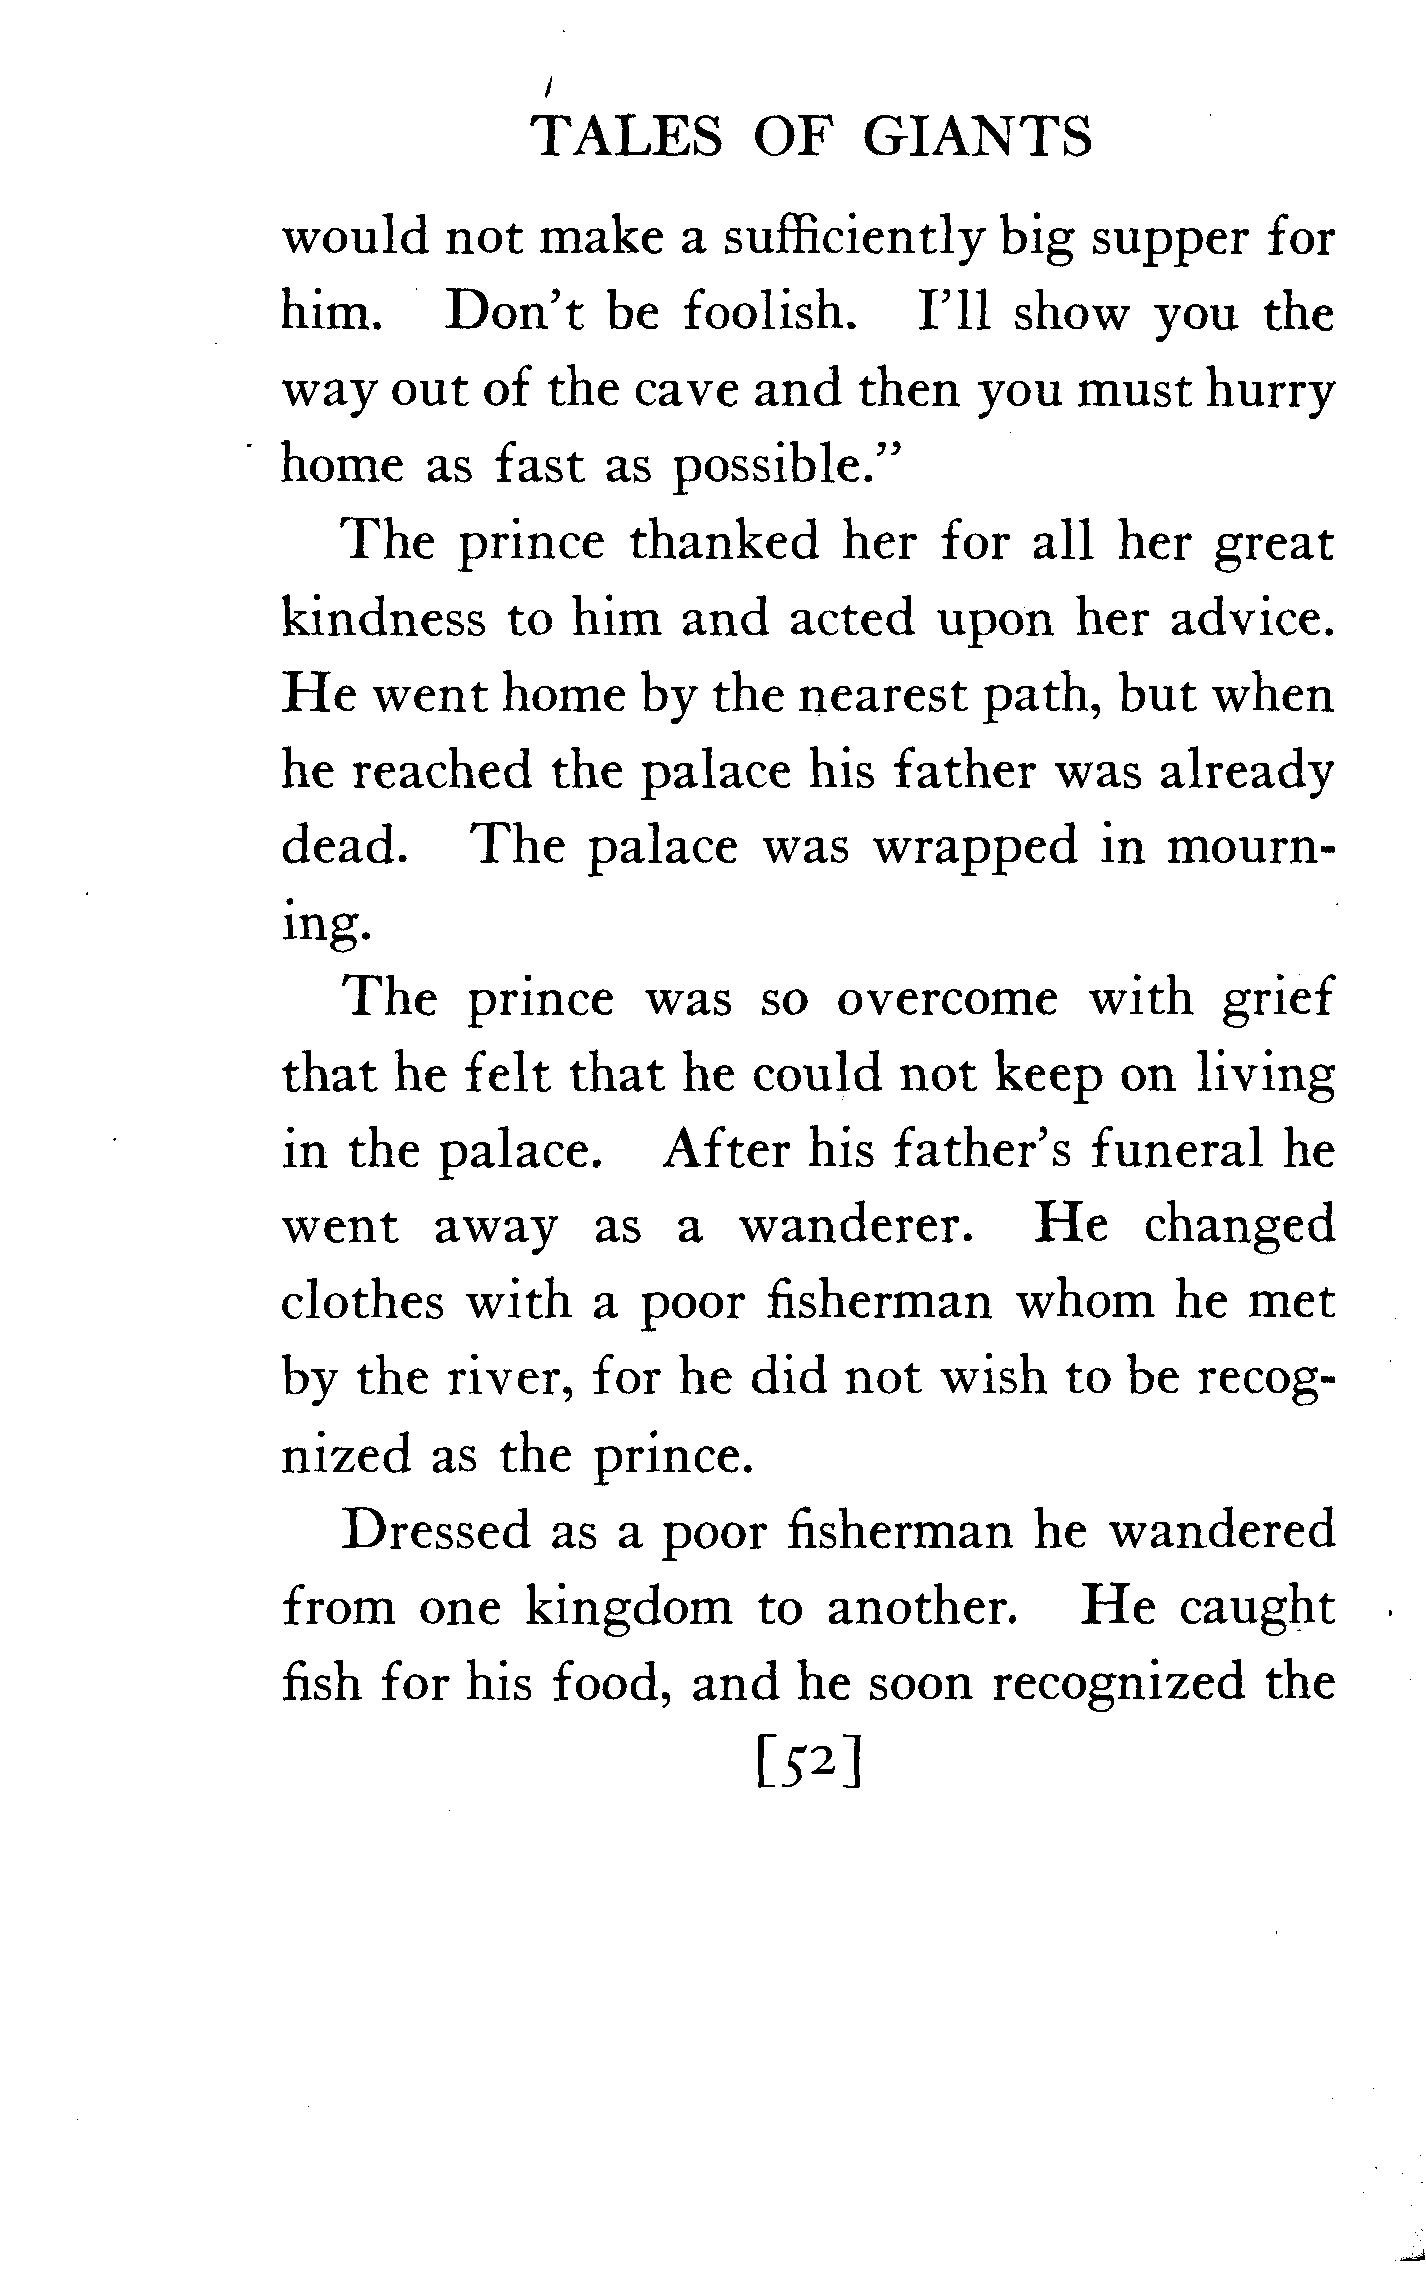 TALES OF GIANTS
would not make a sufficiently big supper for
him. Don't be foolish. I'll show you the
way out of the cave and then you must hurry
home as fast as possible."
The prince thanked her for all her great
kindness to him and acted upon her advice.
He went home by the nearest path, but when
he reached the palace his father was already
dead. The palace was wrapped in mourn-
ing.
The prince was so overcome with grief
that he felt that he could not keep on living
in the palace. After his father's funeral he
went away as a wanderer. He changed
clothes with a poor fisherman whom he met
by the river, for he did not wish to be recog-
nized as the prince.
Dressed as a poor fisherman he wandered
from one kingdom to another. He caught
fish for his food, and he soon recognized the
[52]